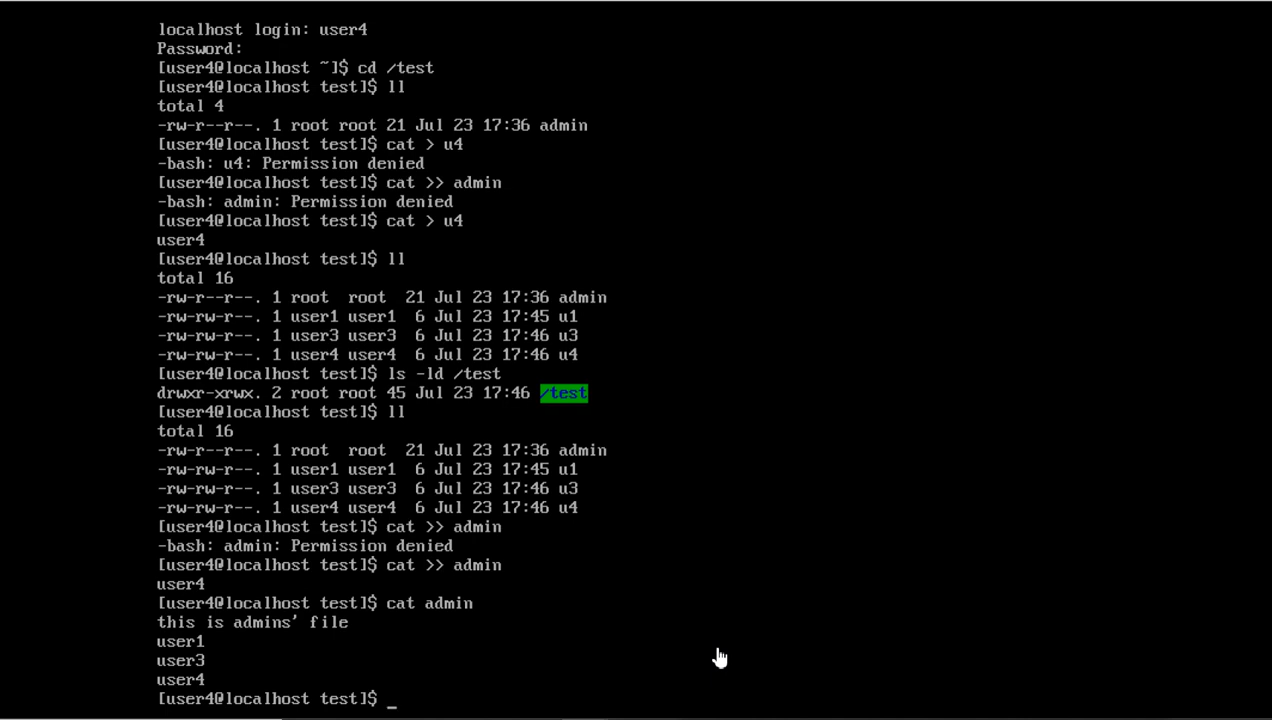 localhost login: user4
Password:
[user4@localhost ~]$ cd /test
[user4@localhost test]$ ll
total 4
-rw-r--r--. 1 root root 21 Jul 23 17:36 admin
[user4@localhost test]$ cat > u4
-bash: u4: Permission denied
[user4@localhost test]$ cat >> admin
-bash: admin: Permission denied
[user4@localhost test]$ cat > u4
user4
[user4@localhost test]$ ll
total 16
-rw-r--r--. 1 root  root  21 Jul 23 17:36 admin
-rw-rw-r--. 1 user1 user1  6 Jul 23 17:45 u1
-rw-rw-r--. 1 user3 user3  6 Jul 23 17:46 u3
-rw-rw-r--. 1 user4 user4  6 Jul 23 17:46 u4
[user4@localhost test]$ ls -ld /test
drwxr-xrwx. 2 root root 45 Jul 23 17:46 /test
[user4@localhost test]$ ll
total 16
-rw-r--r--. 1 root  root  21 Jul 23 17:36 admin
-rw-rw-r--. 1 user1 user1  6 Jul 23 17:45 u1
-rw-rw-r--. 1 user3 user3  6 Jul 23 17:46 u3
-rw-rw-r--. 1 user4 user4  6 Jul 23 17:46 u4
[user4@localhost test]$ cat >> admin
-bash: admin: Permission denied
[user4@localhost test]$ cat >> admin
user4
[user4@localhost test]$ cat admin
this is admins' file
user1
user3
user4
[user4@localhost test]$ _